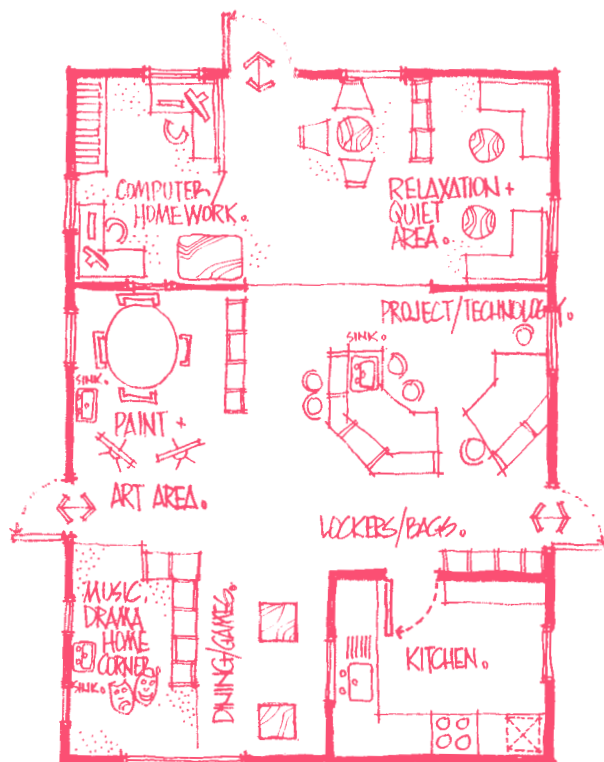 COMPUTER/
HOMEWORK.
RELAXATION +
QUIET
AREA.
PROJECT/TECHNOLOGY.
SINK.
SINK.
PAINT +
ART AREA.
LOCKERS/BAGS.
MUSIC,
DRAMA
HOME
CORNER.
SINK.
DINING/GAMES.
KITCHEN.